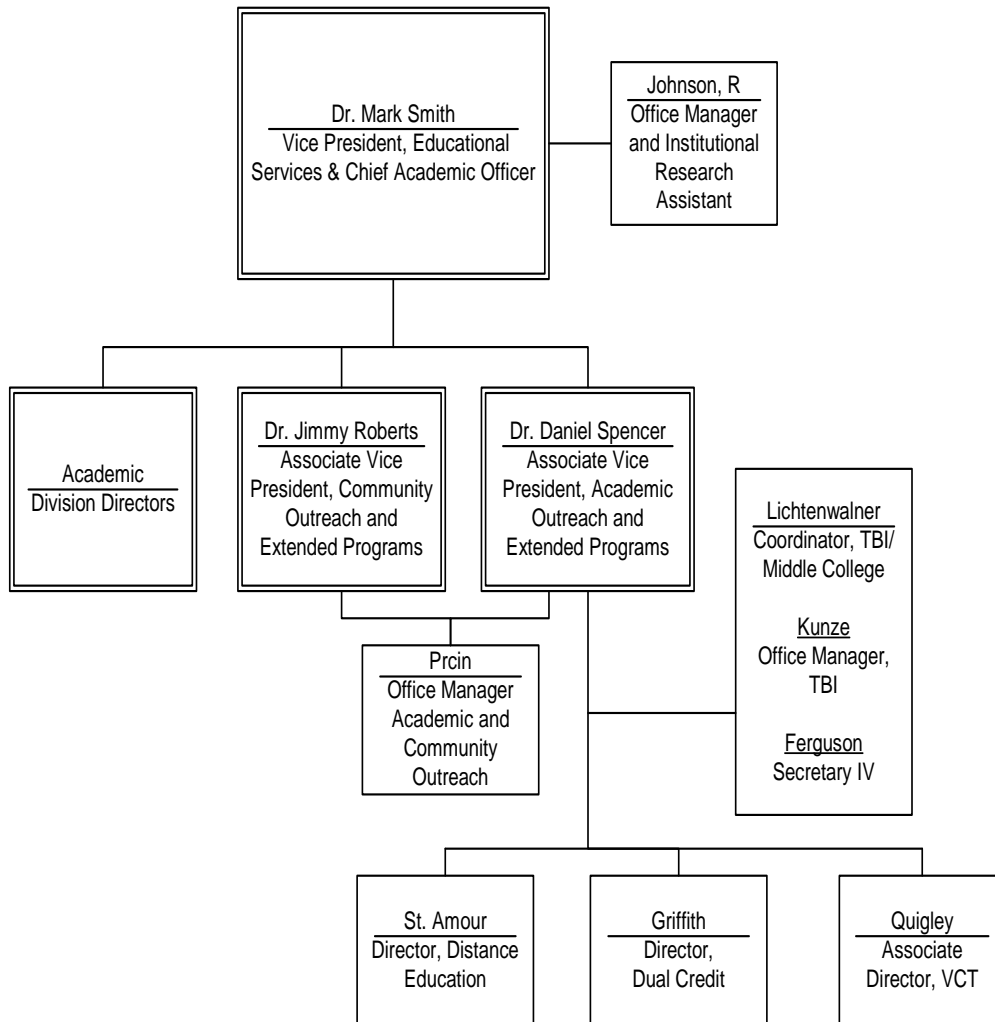 Dr. Mark Smith
Vice President, Educational
Services & Chief Academic Officer
Johnson, R
Office Manager
and Institutional
Research
Assistant
Academic
Division Directors
Dr. Jimmy Roberts
Associate Vice
President, Community
Outreach and
Extended Programs
Dr. Daniel Spencer
Associate Vice
President, Academic
Outreach and
Extended Programs
Lichtenwalner
Coordinator, TBI/
Middle College
Kunze
Office Manager,
TBI
Ferguson
Secretary IV
Prcin
Office Manager
Academic and
Community
Outreach
St. Amour
Director, Distance
Education
Griffith
Director,
Dual Credit
Quigley
Associate
Director, VCT